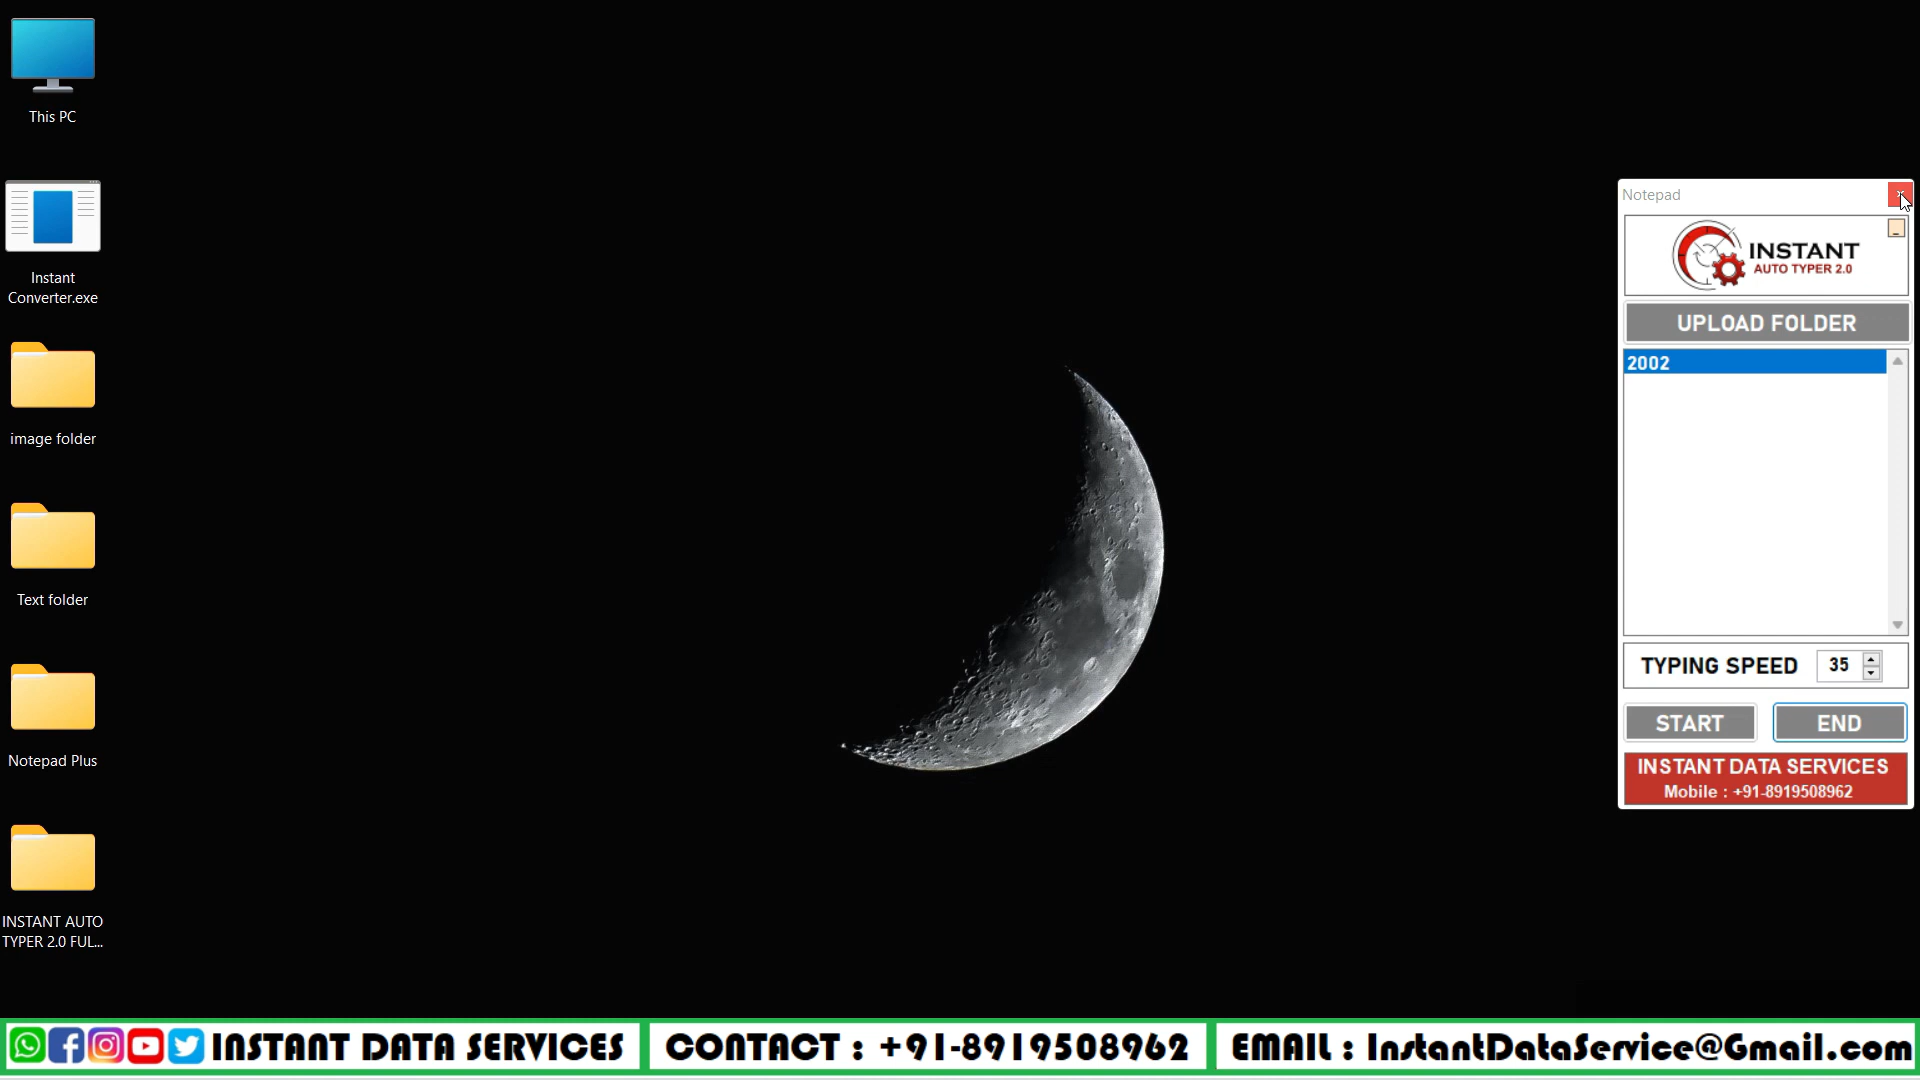 This PC
Instant
Converter.exe
image folder
Text folder
Notepad Plus
INSTANT AUTO
TYPER 2.0 FUL...
Notepad
INSTANT
AUTO TYPER 2.0
UPLOAD FOLDER
2002
TYPING SPEED 35
START END
INSTANT DATA SERVICES
Mobile : +91-8919508962
INSTANT DATA SERVICES CONTACT : +91-8919508962 EMAIL : InstantDataService@Gmail.com